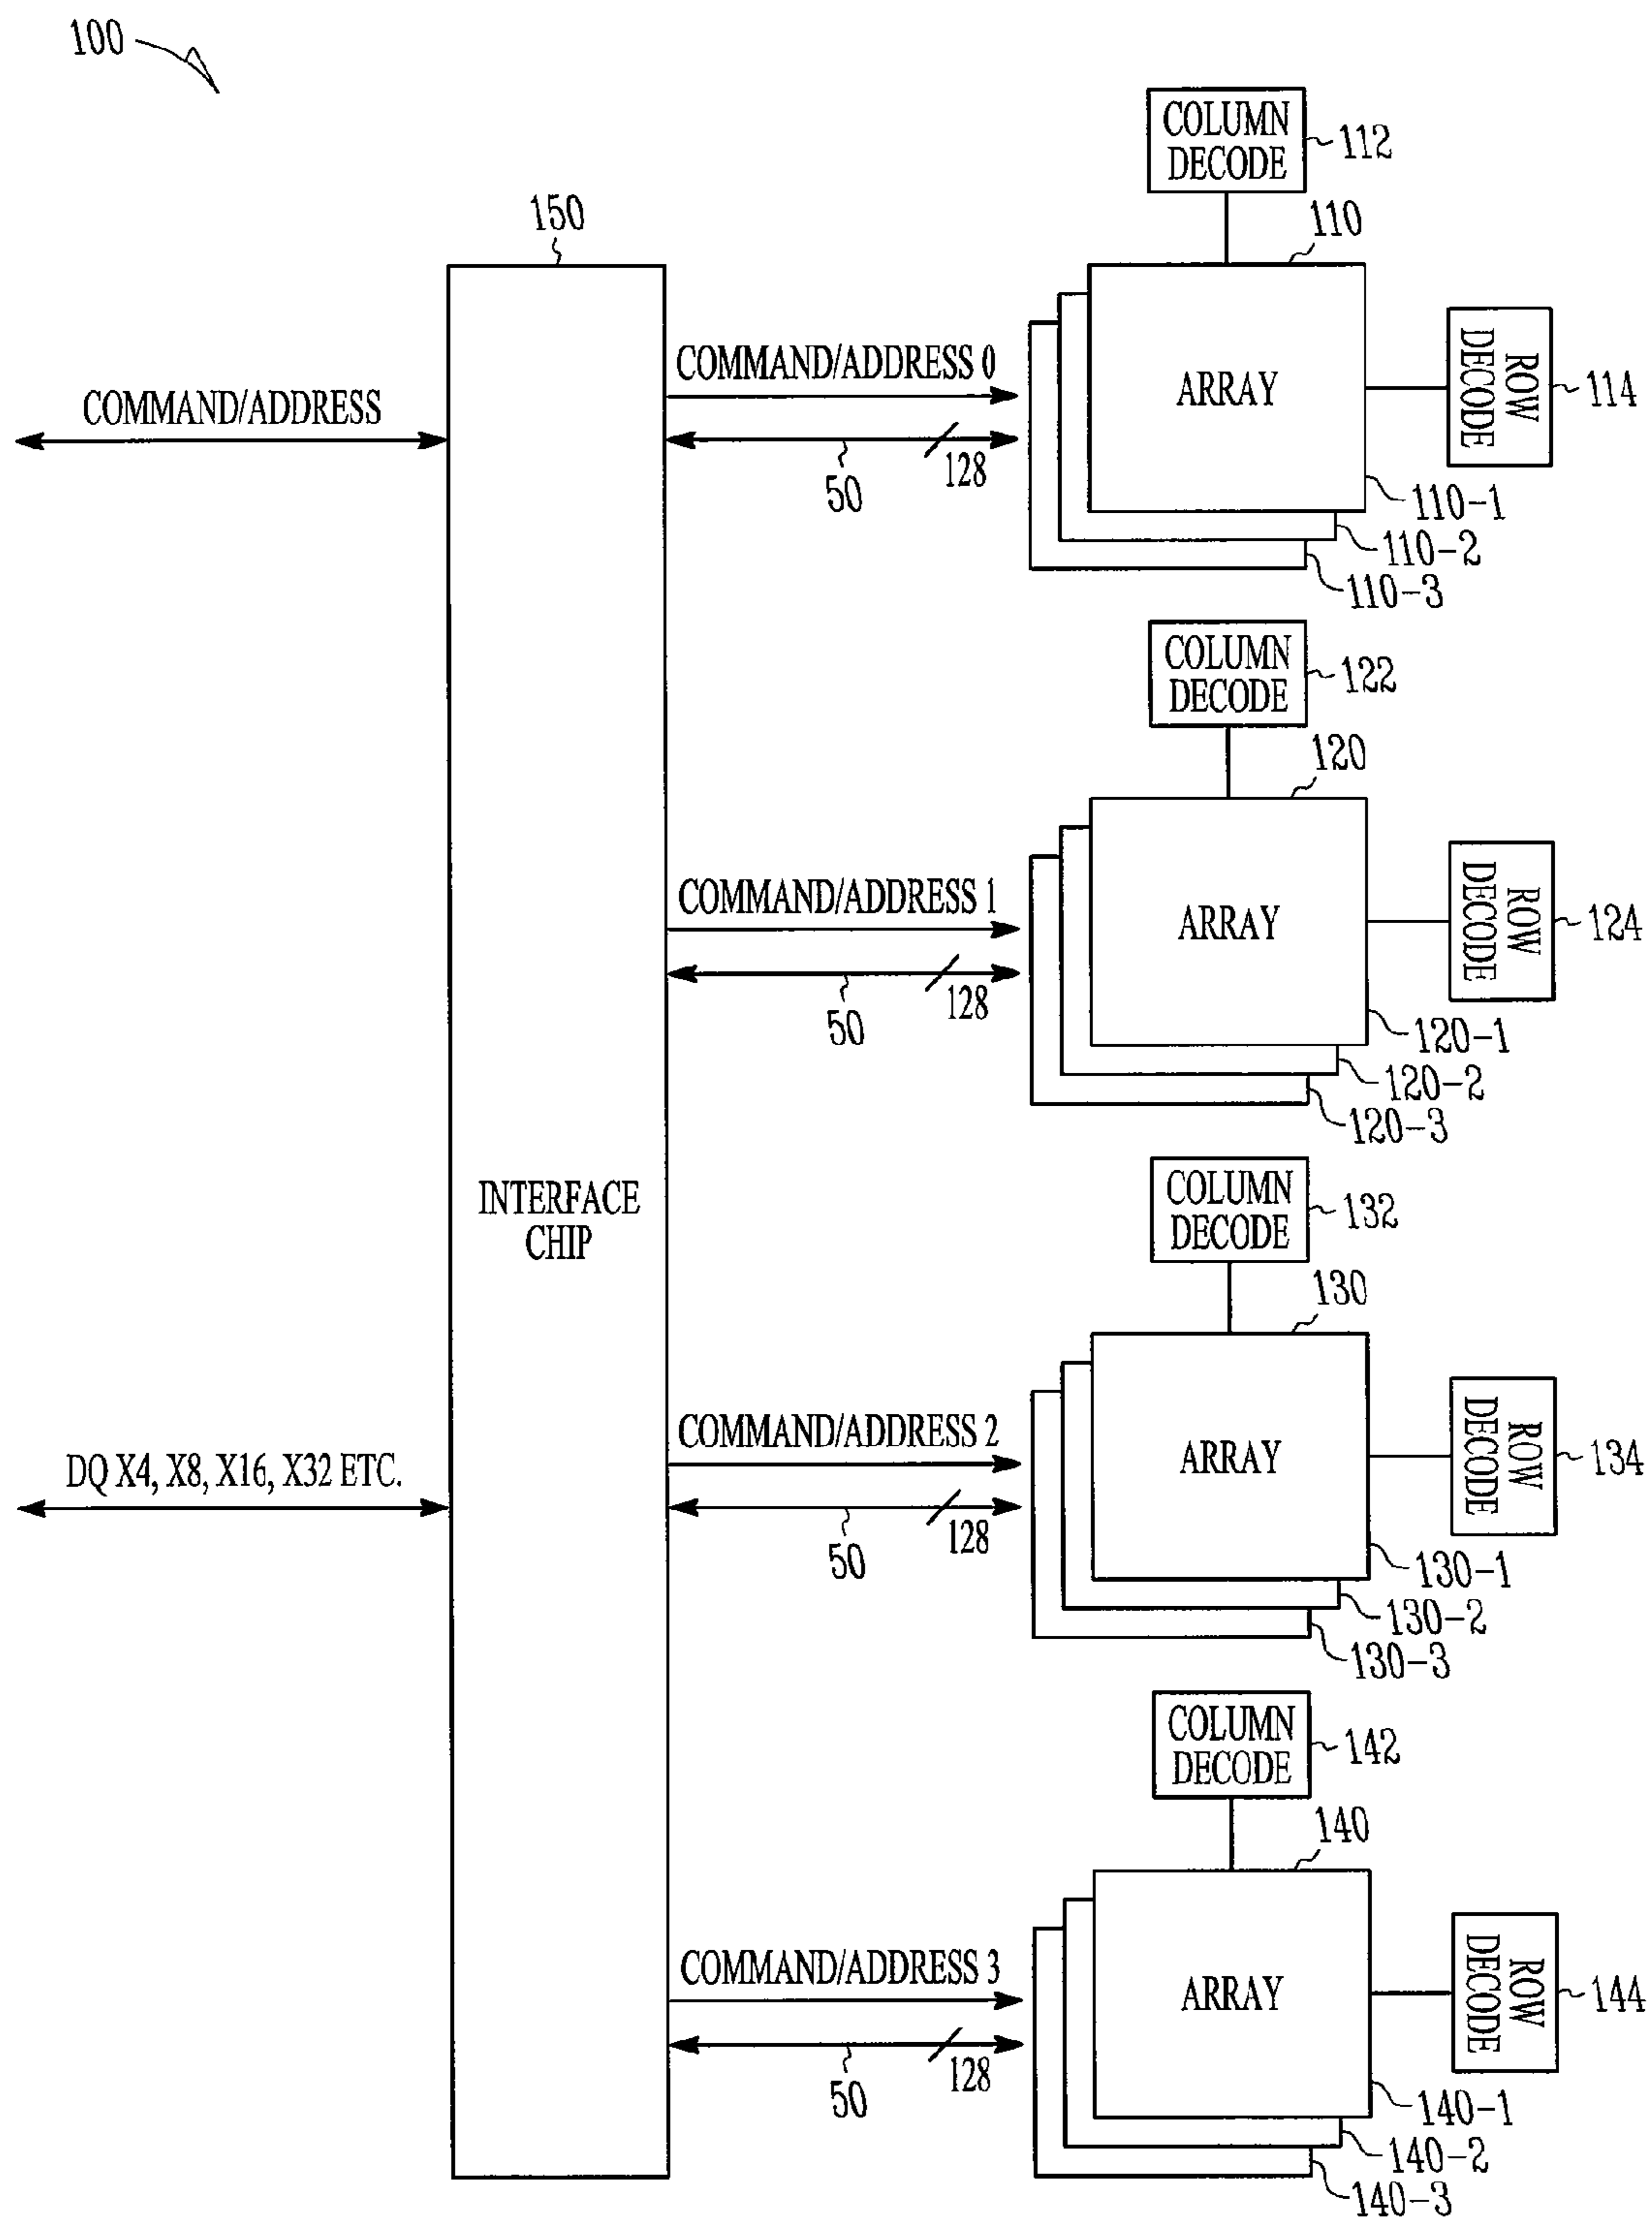 100
COLUMN
DECODE
112
150
110
COMMAND/ADDRESS 0
ARRAY
ROW
DECODE
114
COMMAND/ADDRESS
50
128
110-1
110-2
110-3
COLUMN
DECODE
122
120
COMMAND/ADDRESS 1
ARRAY
ROW
DECODE
124
50
128
120-1
120-2
120-3
INTERFACE
CHIP
COLUMN
DECODE
132
130
COMMAND/ADDRESS 2
ARRAY
ROW
DECODE
134
DQ X4, X8, X16, X32 ETC.
50
128
130-1
130-2
130-3
COLUMN
DECODE
142
140
COMMAND/ADDRESS 3
ARRAY
ROW
DECODE
144
50
128
140-1
140-2
140-3